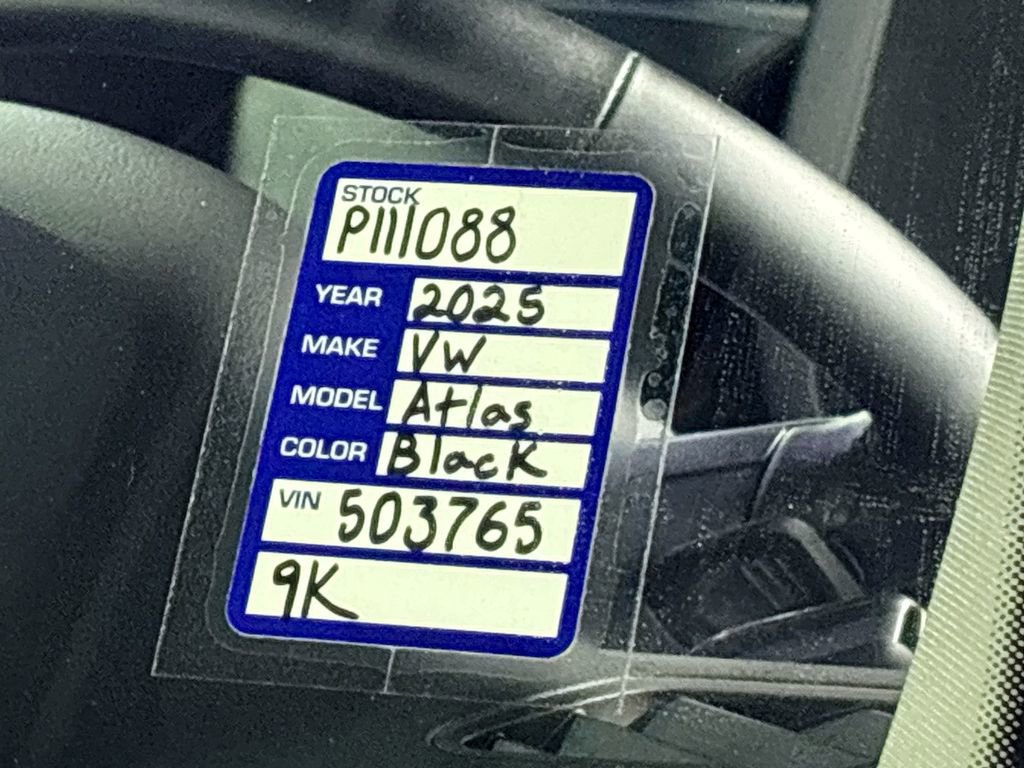 STOCK
P111088
YEAR 2025
MAKE VW
MODEL Atlas
COLOR Black
VIN 503765
9K